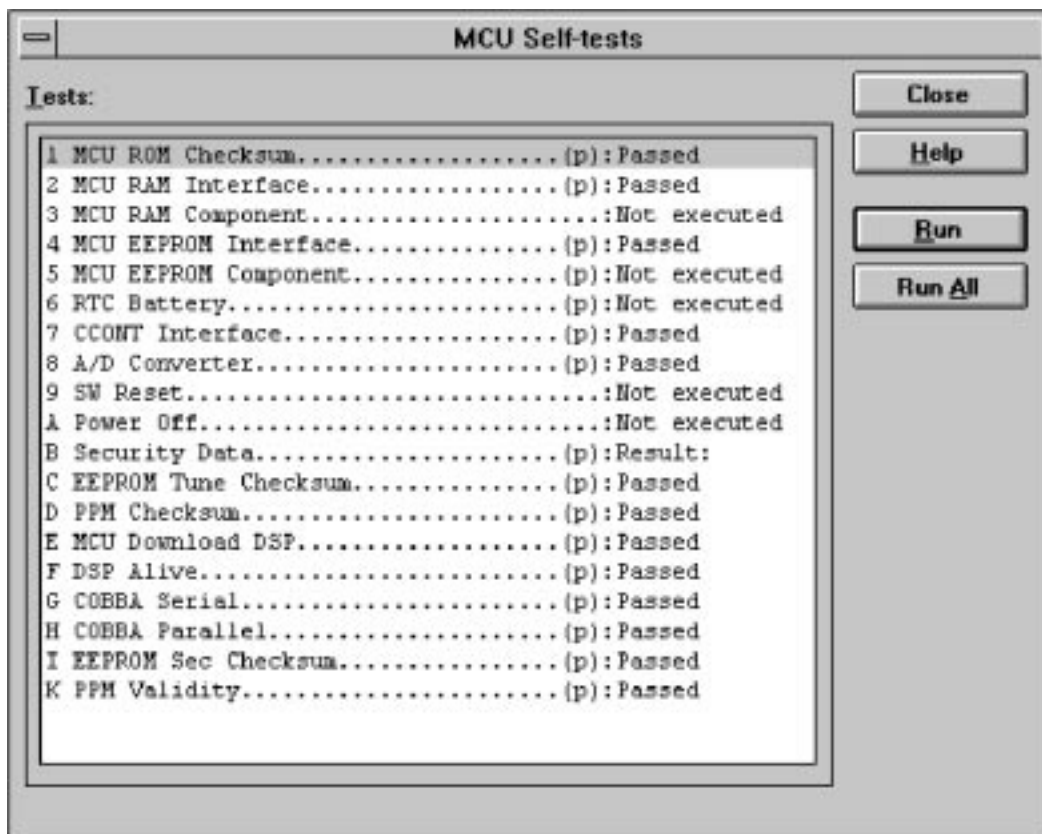 MCU Self-tests
Tests:
1 MCU ROM Checksum...................(p):Passed
2 MCU RAM Interface..................(p):Passed
3 MCU RAM Component.....................:Not executed
4 MCU EEPROM Interface...............(p):Passed
5 MCU EEPROM Component...............(p):Not executed
6 RTC Battery........................(p):Not executed
7 CCONT Interface....................(p):Passed
8 A/D Converter......................(p):Passed
9 SW Reset..............................:Not executed
A Power Off.............................:Not executed
B Security Data......................(p):Result:
C EEPROM Tune Checksum...............(p):Passed
D PPM Checksum.......................(p):Passed
E MCU Download DSP...................(p):Passed
F DSP Alive..........................(p):Passed
G COBBA Serial.......................(p):Passed
H COBBA Parallel.....................(p):Passed
I EEPROM Sec Checksum................(p):Passed
K PPM Validity.......................(p):Passed
Close
Help
Run
Run All